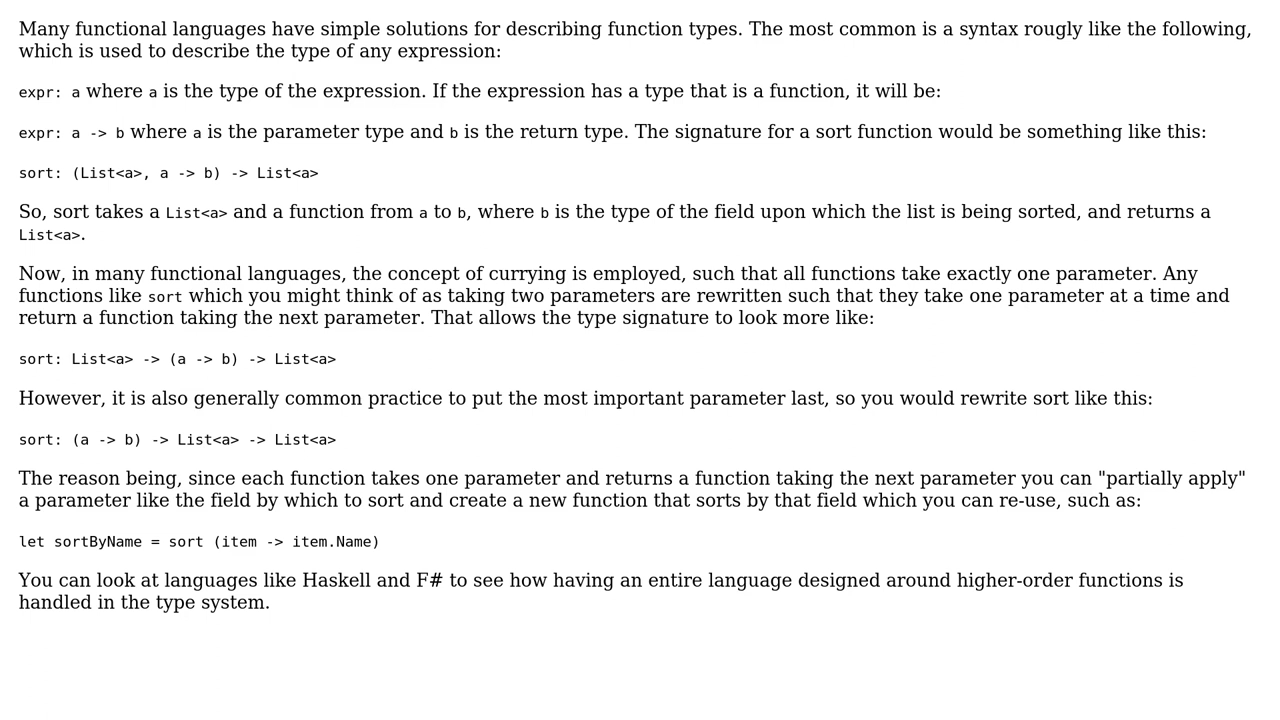 Many functional languages have simple solutions for describing function types. The most common is a syntax rougly like the following,
which is used to describe the type of any expression:
expr: a where a is the type of the expression. If the expression has a type that is a function, it will be:
expr: a -> b where a is the parameter type and b is the return type. The signature for a sort function would be something like this:
sort: (List<a>, a -> b) -> List<a>
So, sort takes a List<a> and a function from a to b, where b is the type of the field upon which the list is being sorted, and returns a
List<a>.
Now, in many functional languages, the concept of currying is employed, such that all functions take exactly one parameter. Any
functions like sort which you might think of as taking two parameters are rewritten such that they take one parameter at a time and
return a function taking the next parameter. That allows the type signature to look more like:
sort: List<a> -> (a -> b) -> List<a>
However, it is also generally common practice to put the most important parameter last, so you would rewrite sort like this:
sort: (a -> b) -> List<a> -> List<a>
The reason being, since each function takes one parameter and returns a function taking the next parameter you can "partially apply"
a parameter like the field by which to sort and create a new function that sorts by that field which you can re-use, such as:
let sortByName = sort (item -> item.Name)
You can look at languages like Haskell and F# to see how having an entire language designed around higher-order functions is
handled in the type system.